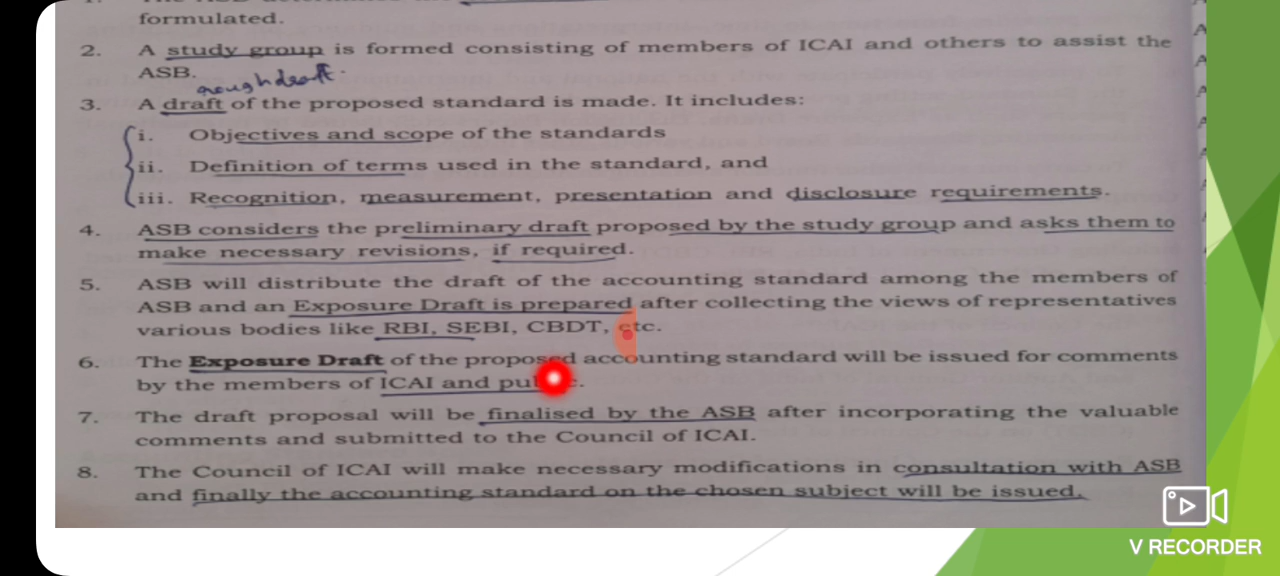 formulated.
2. A study group is formed consisting of members of ICAI and others to assist the
ASB.
rough draft.
3. A draft of the proposed standard is made. It includes:
i. Objectives and scope of the standards
ii. Definition of terms used in the standard, and
iii. Recognition, measurement, presentation and disclosure requirements.
4. ASB considers the preliminary draft proposed by the study group and asks them to
make necessary revisions, if required.
5. ASB will distribute the draft of the accounting standard among the members of
ASB and an Exposure Draft is prepared after collecting the views of representatives
various bodies like RBI, SEBI, CBDT, etc.
6. The Exposure Draft of the proposed accounting standard will be issued for comments
by the members of ICAI and
7. The draft proposal will be finalised by the ASB after incorporating the valuable
comments and submitted to the Council of ICAI.
8. The Council of ICAI will make necessary modifications in consultation with ASB
and finally the accounting standard on the chosen subject will be issued.
V RECORDER